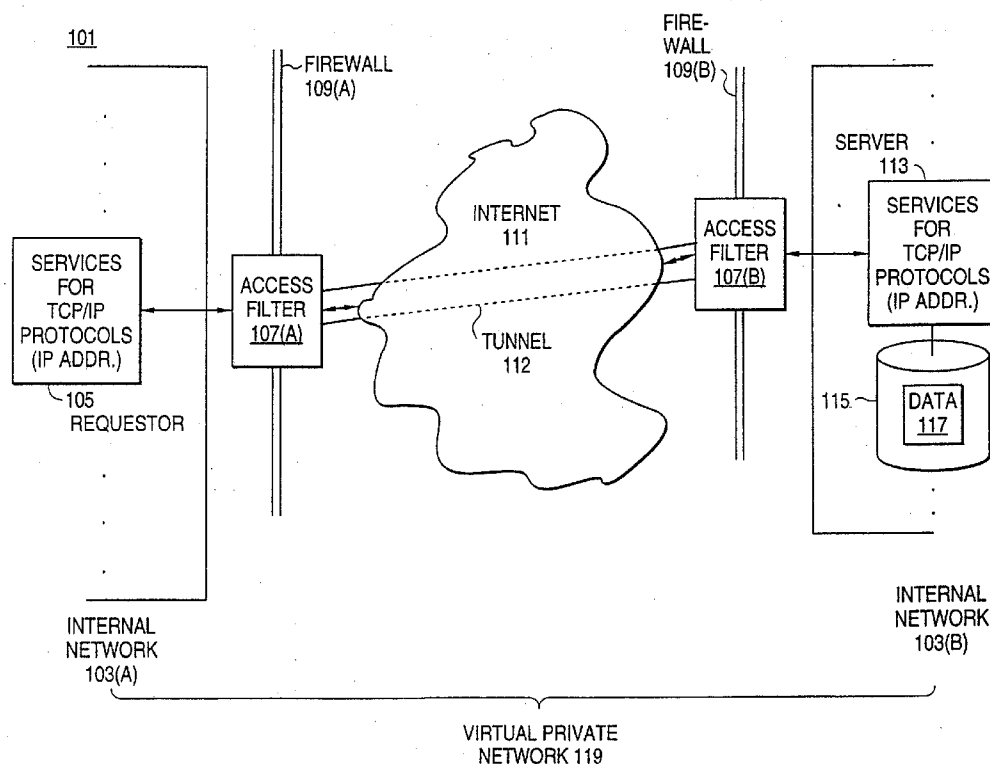 101
FIREWALL
109(A)
FIRE-
WALL
109(B)
SERVER
113
SERVICES
FOR
TCP/IP
PROTOCOLS
(IP ADDR.)
105
REQUESTOR
ACCESS
FILTER
107(A)
INTERNET
111
TUNNEL
112
ACCESS
FILTER
107(B)
SERVICES
FOR
TCP/IP
PROTOCOLS
(IP ADDR.)
115
DATA
117
INTERNAL
NETWORK
103(A)
INTERNAL
NETWORK
103(B)
VIRTUAL PRIVATE
NETWORK 119